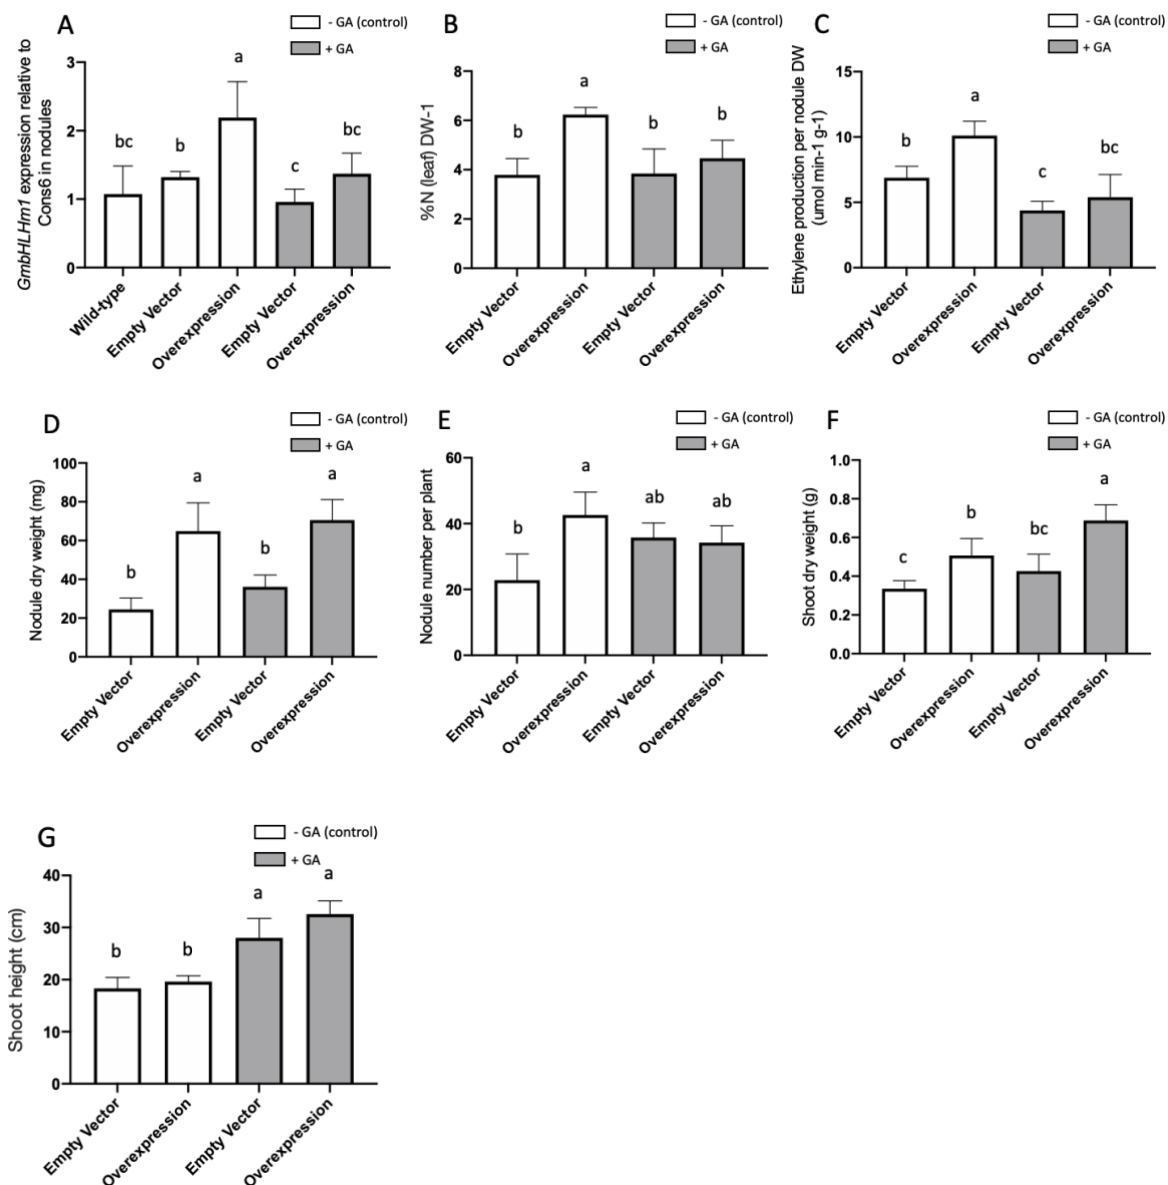 A
- GA (control)
+ GA
GmbHLHm1 expression relative to
Cons6 in nodules
3
2
1
0
bc
b
a
c
bc
Wild-type
Empty Vector
Overexpression
Empty Vector
Overexpression
B
- GA (control)
+ GA
%N (leaf) DW-1
8
6
4
2
0
b
a
b
b
Empty Vector
Overexpression
Empty Vector
Overexpression
C
- GA (control)
+ GA
Ethylene production per nodule DW
(umol min-1 g-1)
15
10
5
0
b
a
c
bc
Empty Vector
Overexpression
Empty Vector
Overexpression
D
- GA (control)
+ GA
Nodule dry weight (mg)
100
80
60
40
20
0
b
a
b
a
Empty Vector
Overexpression
Empty Vector
Overexpression
E
- GA (control)
+ GA
Nodule number per plant
60
40
20
0
b
a
ab
ab
Empty Vector
Overexpression
Empty Vector
Overexpression
F
- GA (control)
+ GA
Shoot dry weight (g)
1.0
0.8
0.6
0.4
0.2
0.0
c
b
bc
a
Empty Vector
Overexpression
Empty Vector
Overexpression
G
- GA (control)
+ GA
Shoot height (cm)
40
30
20
10
0
b
b
a
a
Empty Vector
Overexpression
Empty Vector
Overexpression